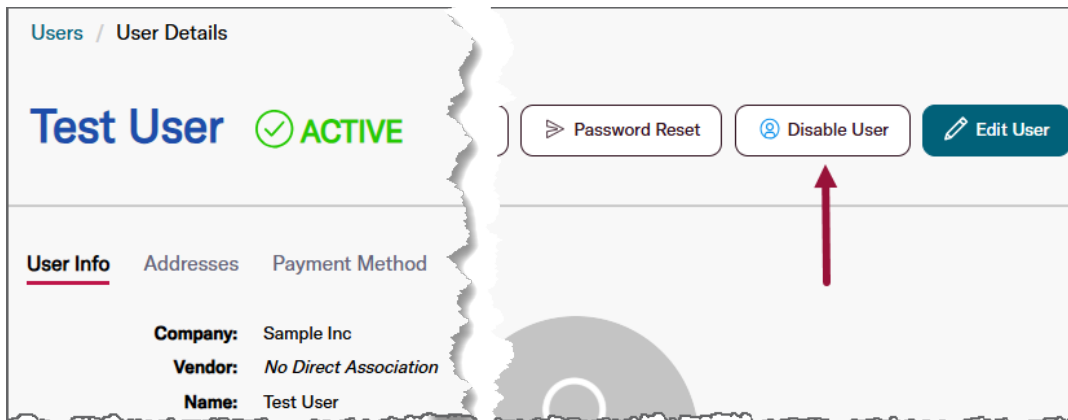 Users / User Details
Test User ACTIVE Password Reset Disable User Edit User
User Info Addresses Payment Method
Company: Sample Inc
Vendor: No Direct Association
Name: Test User